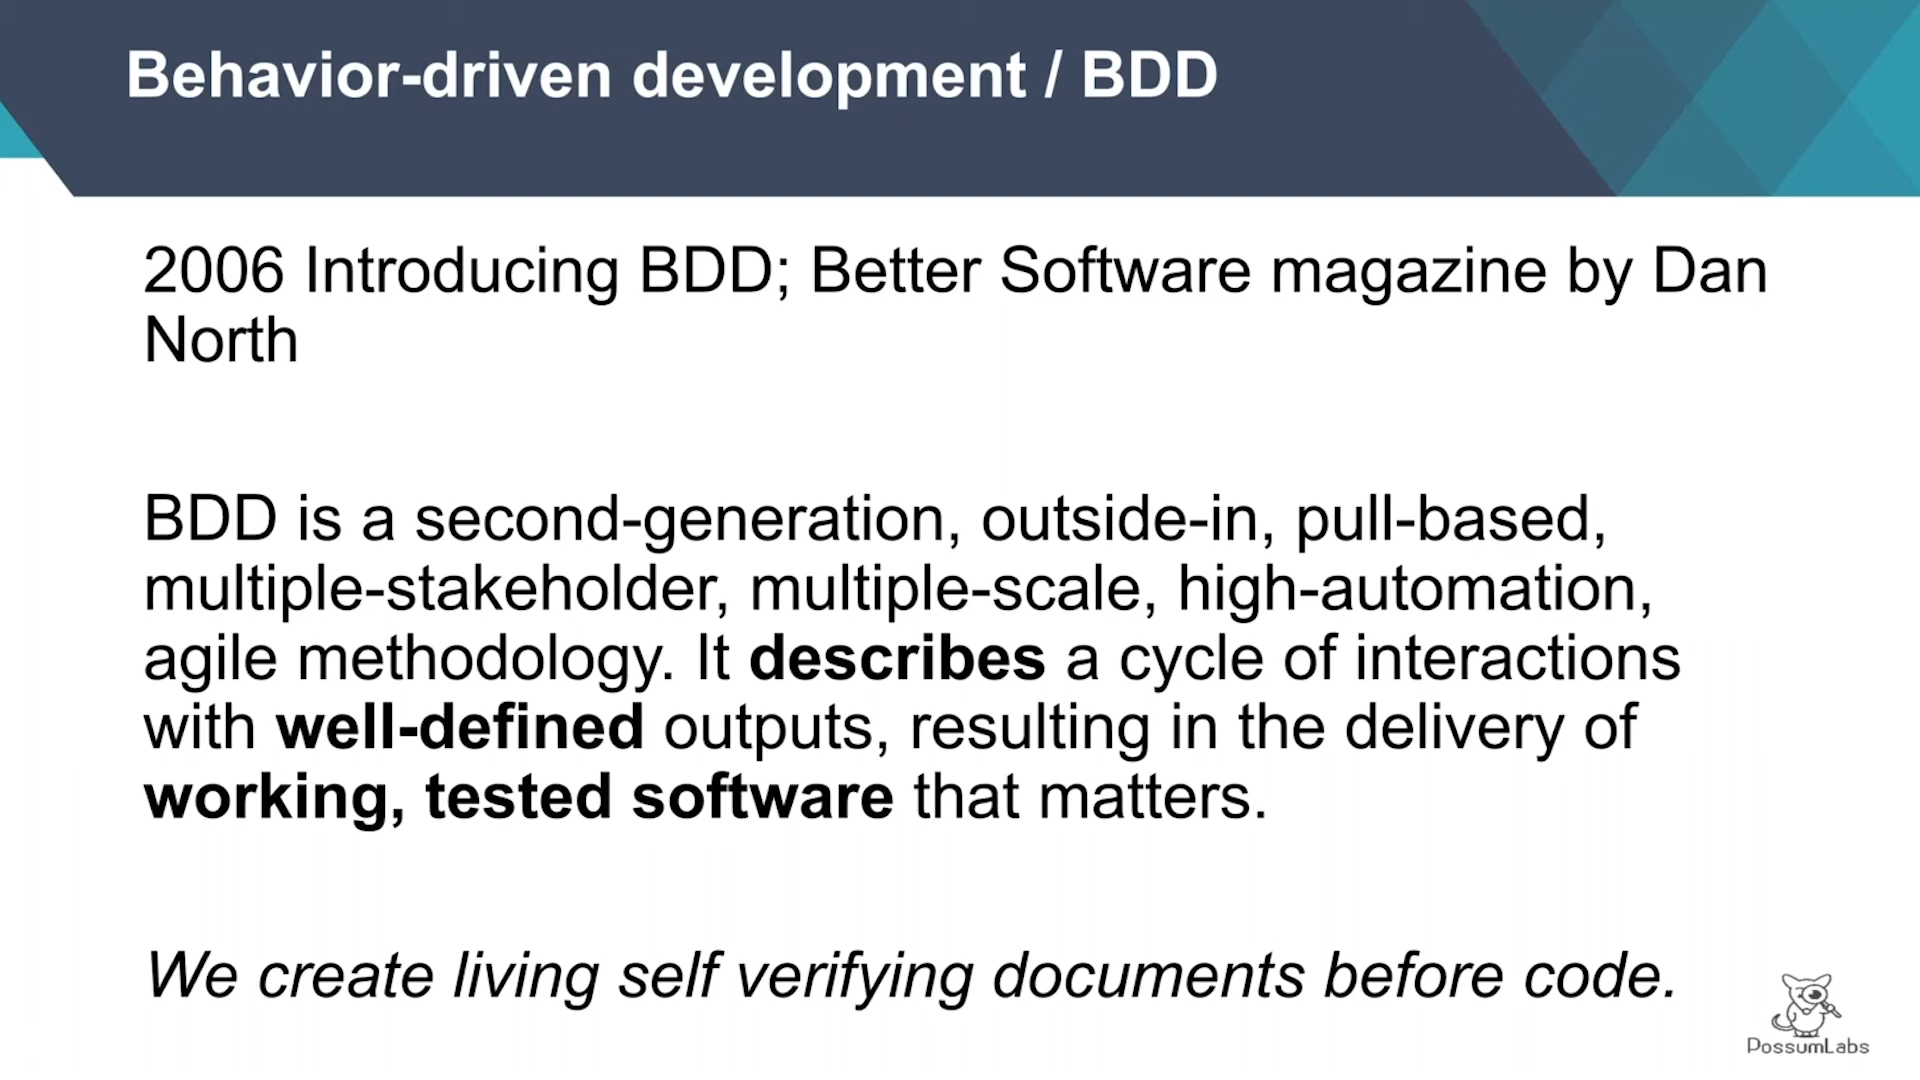 Behavior-driven development / BDD
2006 Introducing BDD; Better Software magazine by Dan
North
BDD is a second-generation, outside-in, pull-based,
multiple-stakeholder, multiple-scale, high-automation,
agile methodology. It describes a cycle of interactions
with well-defined outputs, resulting in the delivery of
working, tested software that matters.
We create living self verifying documents before code.
PossumLabs